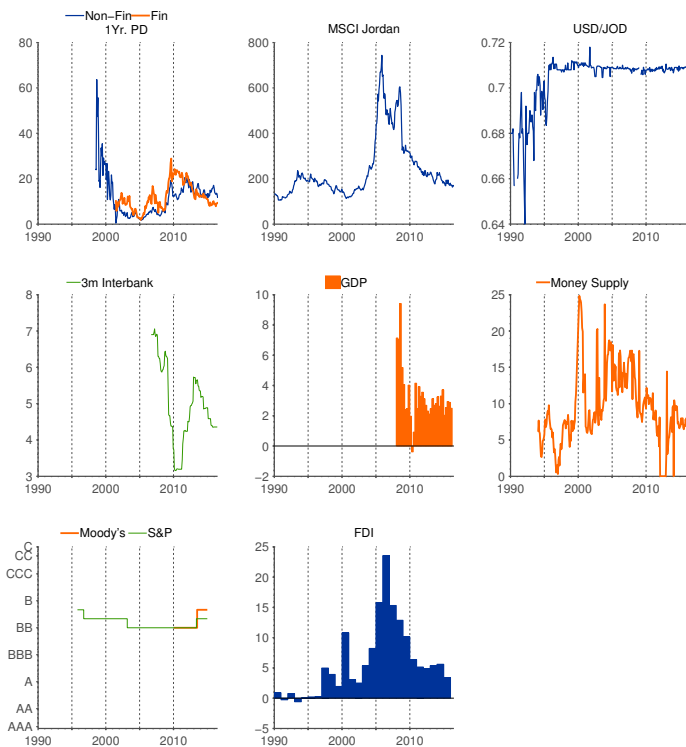 Non−Fin Fin
1Yr. PD
80
60
40
20
0
1990 2000 2010
MSCI Jordan
800
600
400
200
0
1990 2000 2010
USD/JOD
0.72
0.7
0.68
0.66
0.64
1990 2000 2010
3m Interbank
8
7
6
5
4
3
1990 2000 2010
GDP
10
8
6
4
2
0
−2
1990 2000 2010
Money Supply
25
20
15
10
5
0
1990 2000 2010
Moody's S&P
C
CC
CCC
B
BB
BBB
A
AA
AAA
1990 2000 2010
FDI
25
20
15
10
5
0
−5
1990 2000 2010